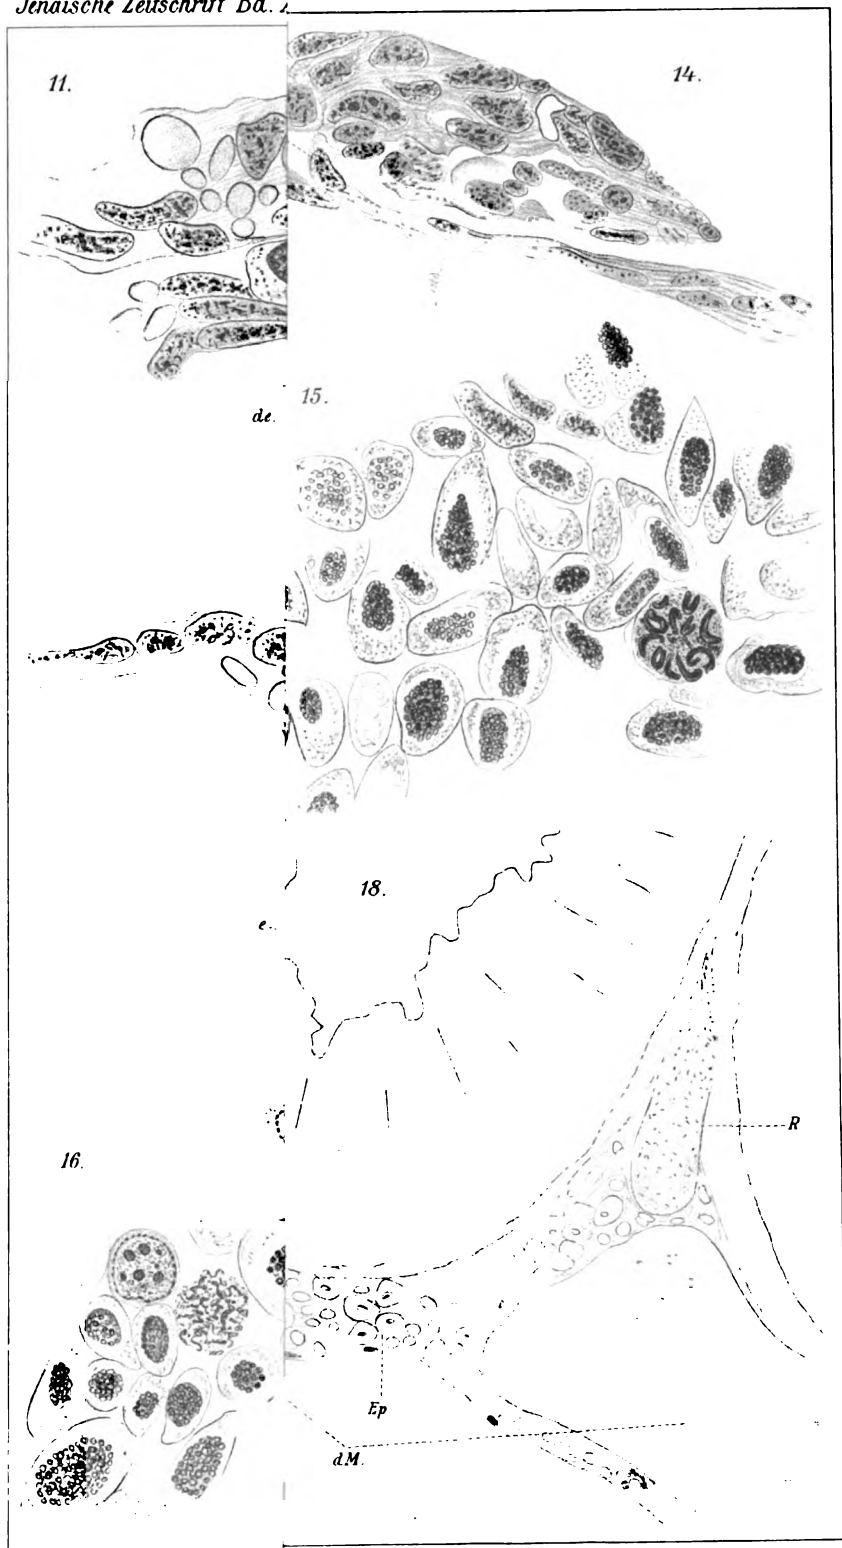 Jenaische Zeitschrift Bd.
11.
14.
de.
15.
18.
e.
R
16.
Ep
d.M.